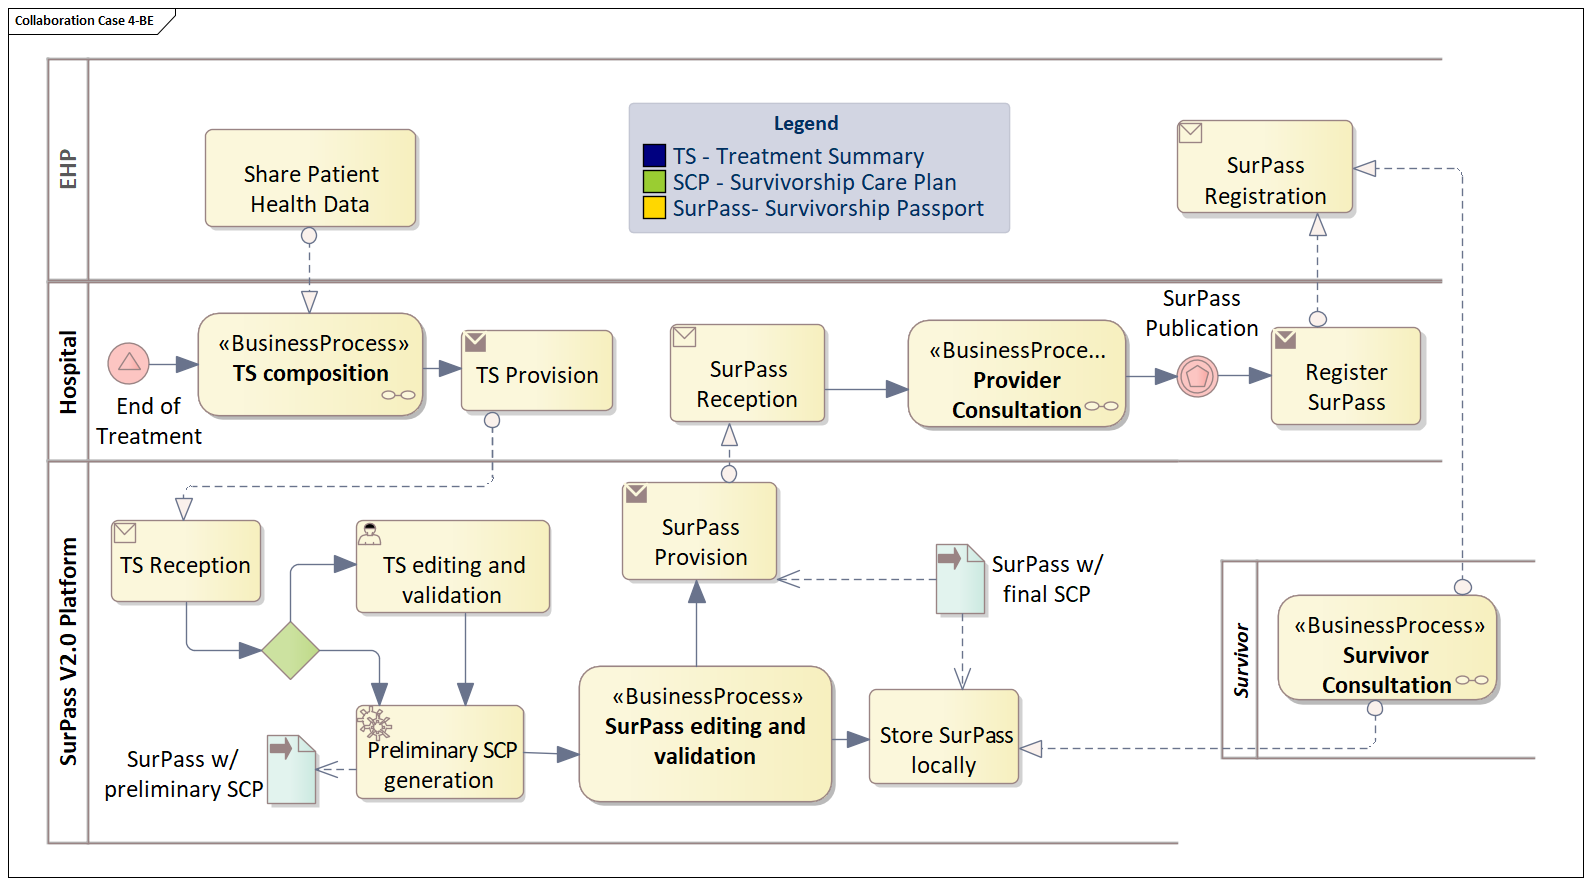 Collaboration Case 4-BE
EHP
Share Patient
Health Data
Legend
TS - Treatment Summary
SCP - Survivorship Care Plan
SurPass- Survivorship Passport
SurPass
Registration
Hospital
End of
Treatment
«BusinessProcess»
TS composition
TS Provision
SurPass
Reception
«BusinessProce...
Provider
Consultation
SurPass
Publication
Register
SurPass
SurPass V2.0 Platform
TS Reception
TS editing and
validation
SurPass
Provision
SurPass w/
final SCP
SurPass w/
preliminary SCP
Preliminary SCP
generation
«BusinessProcess»
SurPass editing and
validation
Store SurPass
locally
Survivor
«BusinessProcess»
Survivor
Consultation